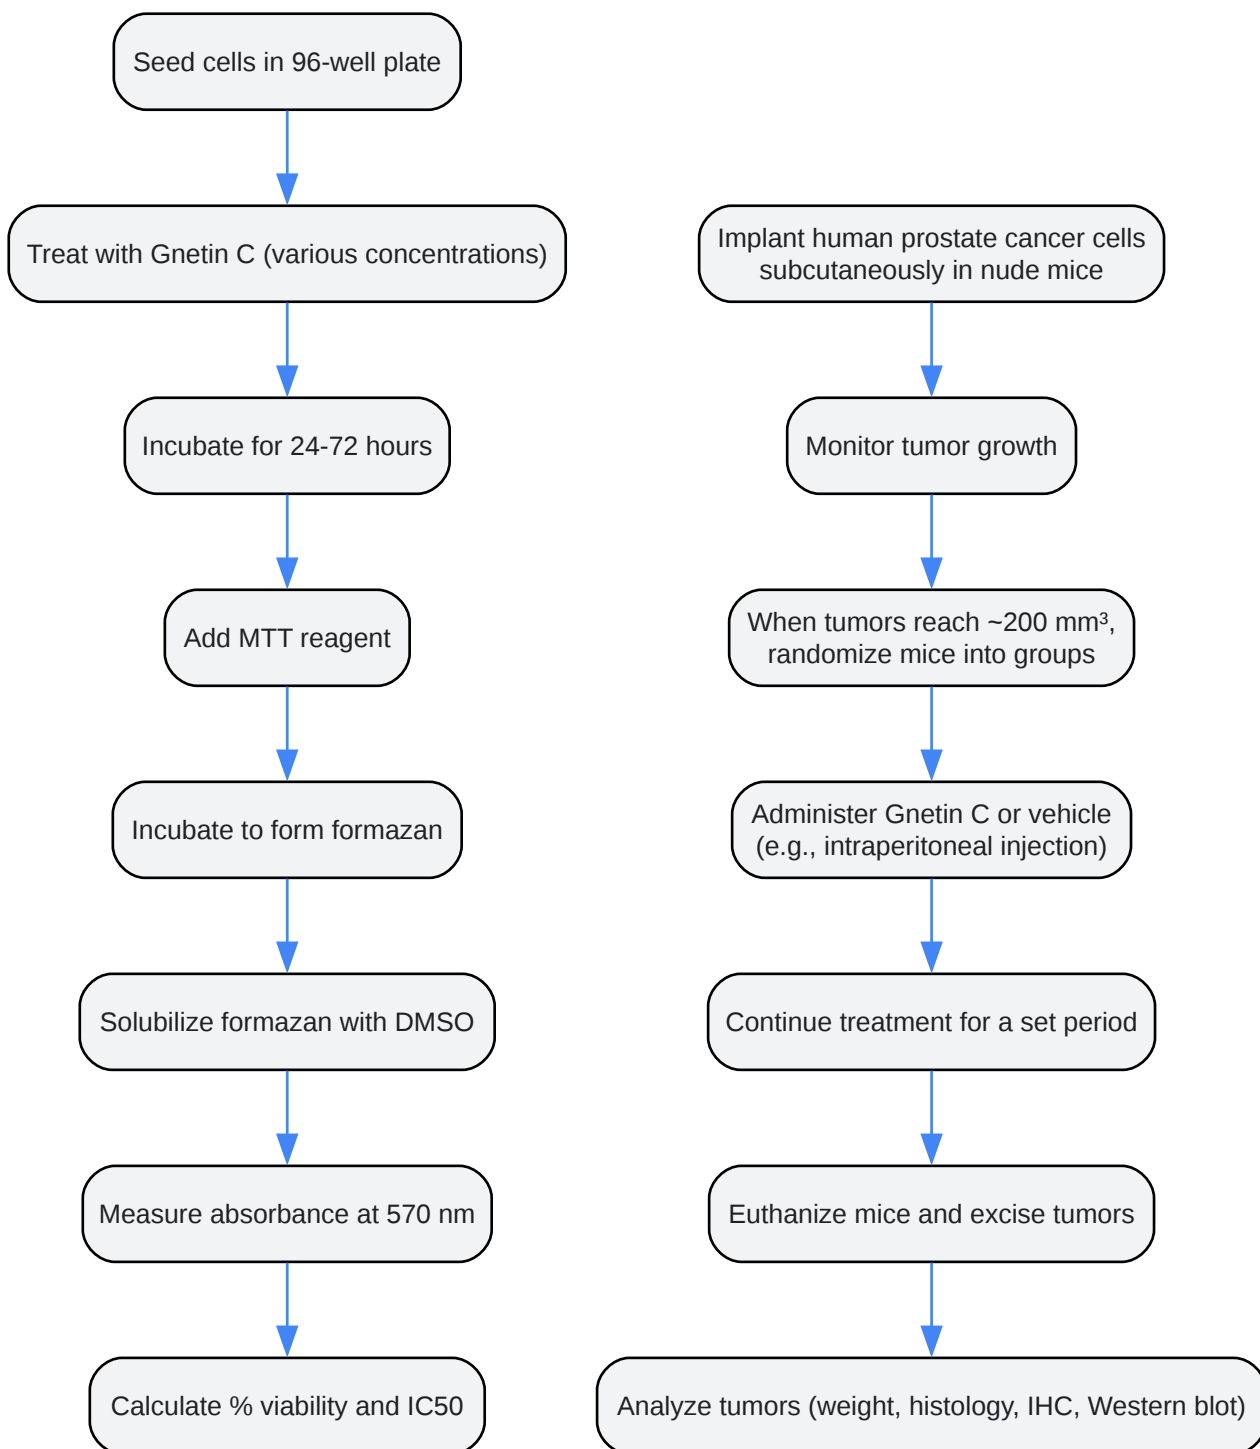 Seed cells in 96-well plate
Treat with Gnetin C (various concentrations)
Incubate for 24-72 hours
Add MTT reagent
Incubate to form formazan
Solubilize formazan with DMSO
Measure absorbance at 570 nm
Calculate % viability and IC50
Implant human prostate cancer cells
subcutaneously in nude mice
Monitor tumor growth
When tumors reach ~200 mm³,
randomize mice into groups
Administer Gnetin C or vehicle
(e.g., intraperitoneal injection)
Continue treatment for a set period
Euthanize mice and excise tumors
Analyze tumors (weight, histology, IHC, Western blot)